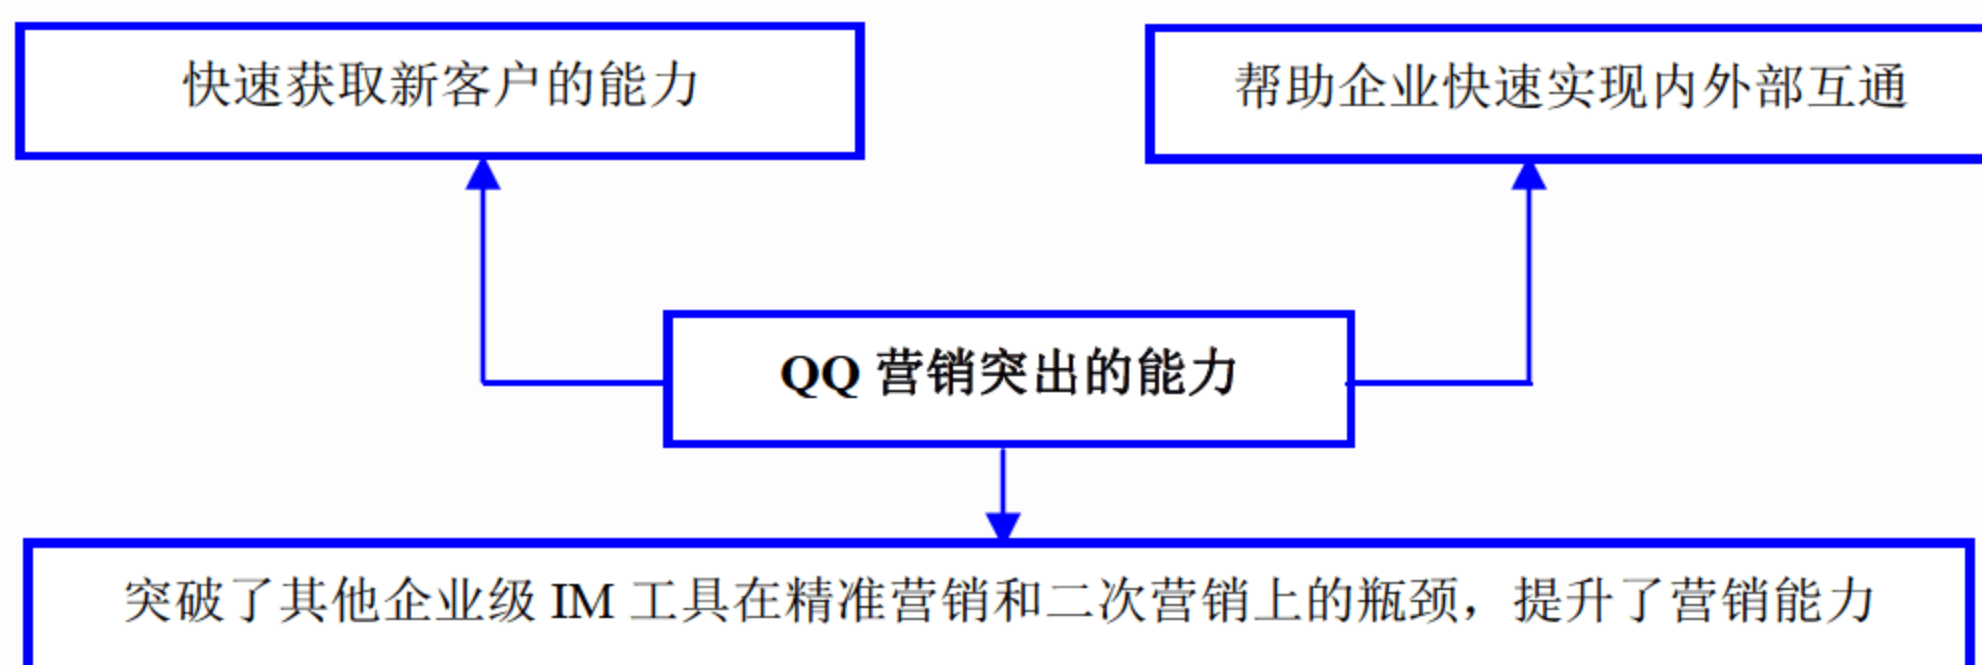 快速获取新客户的能力
帮助企业快速实现内外部互通
QQ 营销突出的能力
突破了其他企业级 IM 工具在精准营销和二次营销上的瓶颈，提升了营销能力